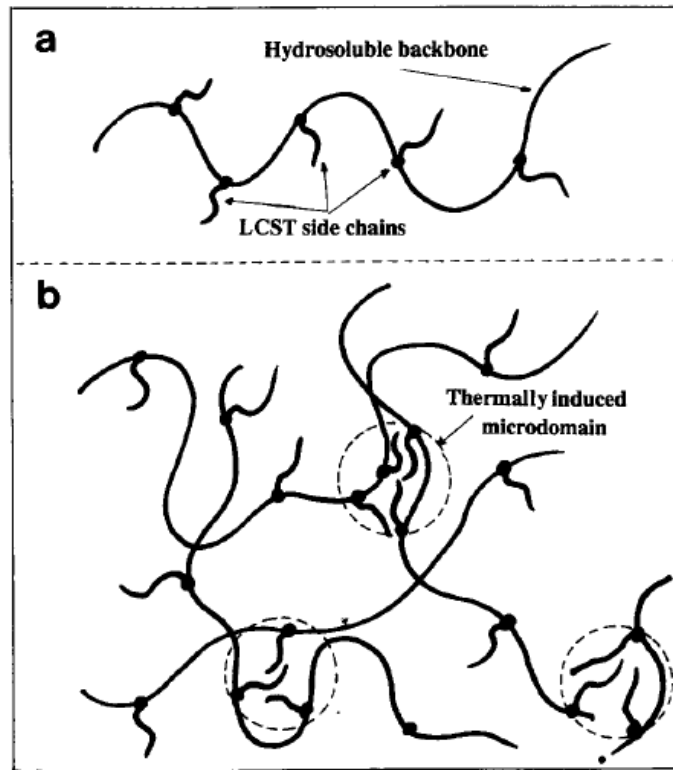 a
Hydrosoluble backbone
LCST side chains
b
Thermally induced
microdomain